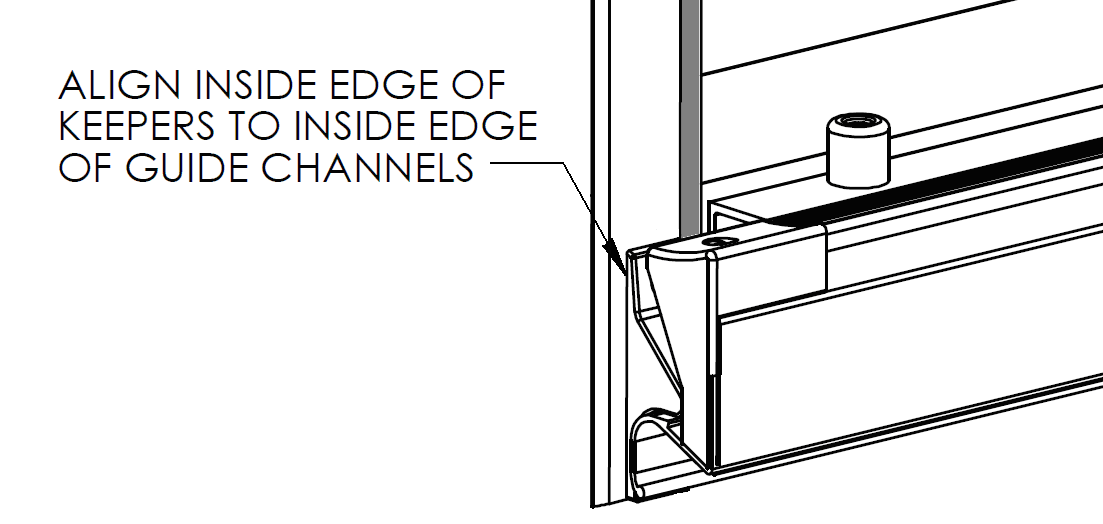 ALIGN INSIDE EDGE OF
KEEPERS TO INSIDE EDGE
OF GUIDE CHANNELS